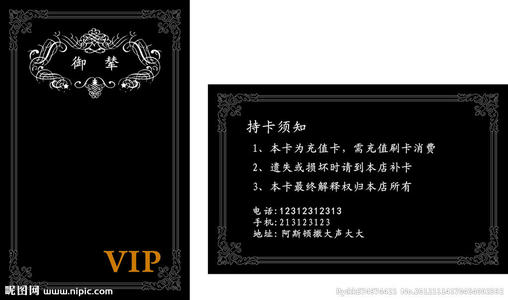 御 辇
VIP
昵图网 www.nipic.com
持卡须知
1、本卡为充值卡，需充值刷卡消费
2、遗失或损坏时请到本店补卡
3、本卡最终解释权归本店所有
电话:12312312313
手机:213123123
地址: 阿斯顿撒大声大大